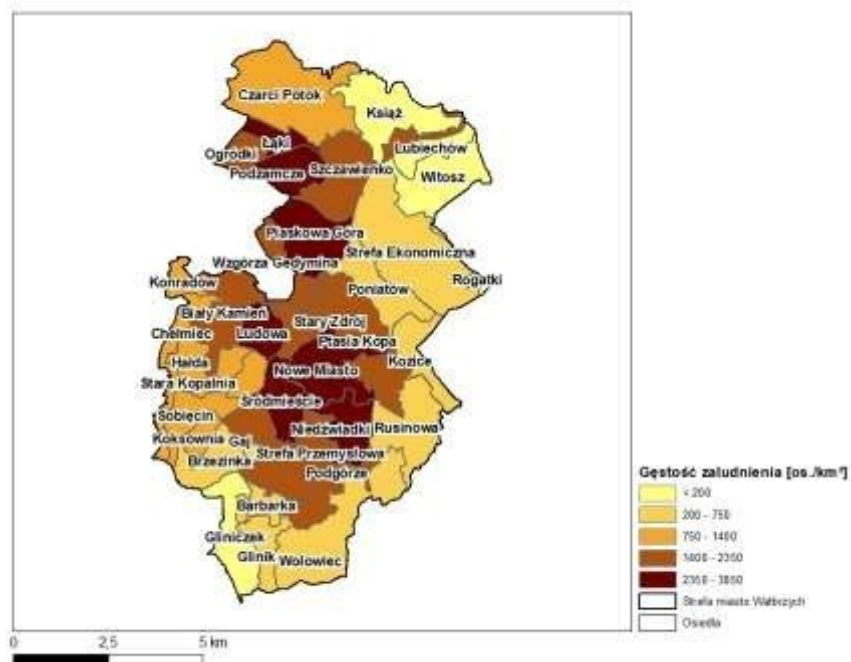 Czarci Potok
Książ
Lubiechów
Łąki
Ogrodki
Podzamcze
Szczawienko
Witosz
Piaskowa Góra
Strefa Ekonomiczna
Wzgórza Gedymina
Rogatki
Konradów
Poniatów
Biały Kamień
Stary Zdrój
Chełmiec
Ludowa
Ptasia Kopa
Hałda
Nowe Miasto
Kozice
Stara Kopalnia
Śródmieście
Sobięcin
Niedźwiadki
Rusinowa
Koksownia
Gaj
Strefa Przemysłowa
Brzezinka
Podgórze
Barbarka
Gliniczek
Glinik
Wołowiec
Gęstość zaludnienia [os./km²]
< 200
200 - 750
750 - 1400
1400 - 2350
2350 - 3850
Strefa miasto Wałbrzych
Osiedla
0 2,5 5 km